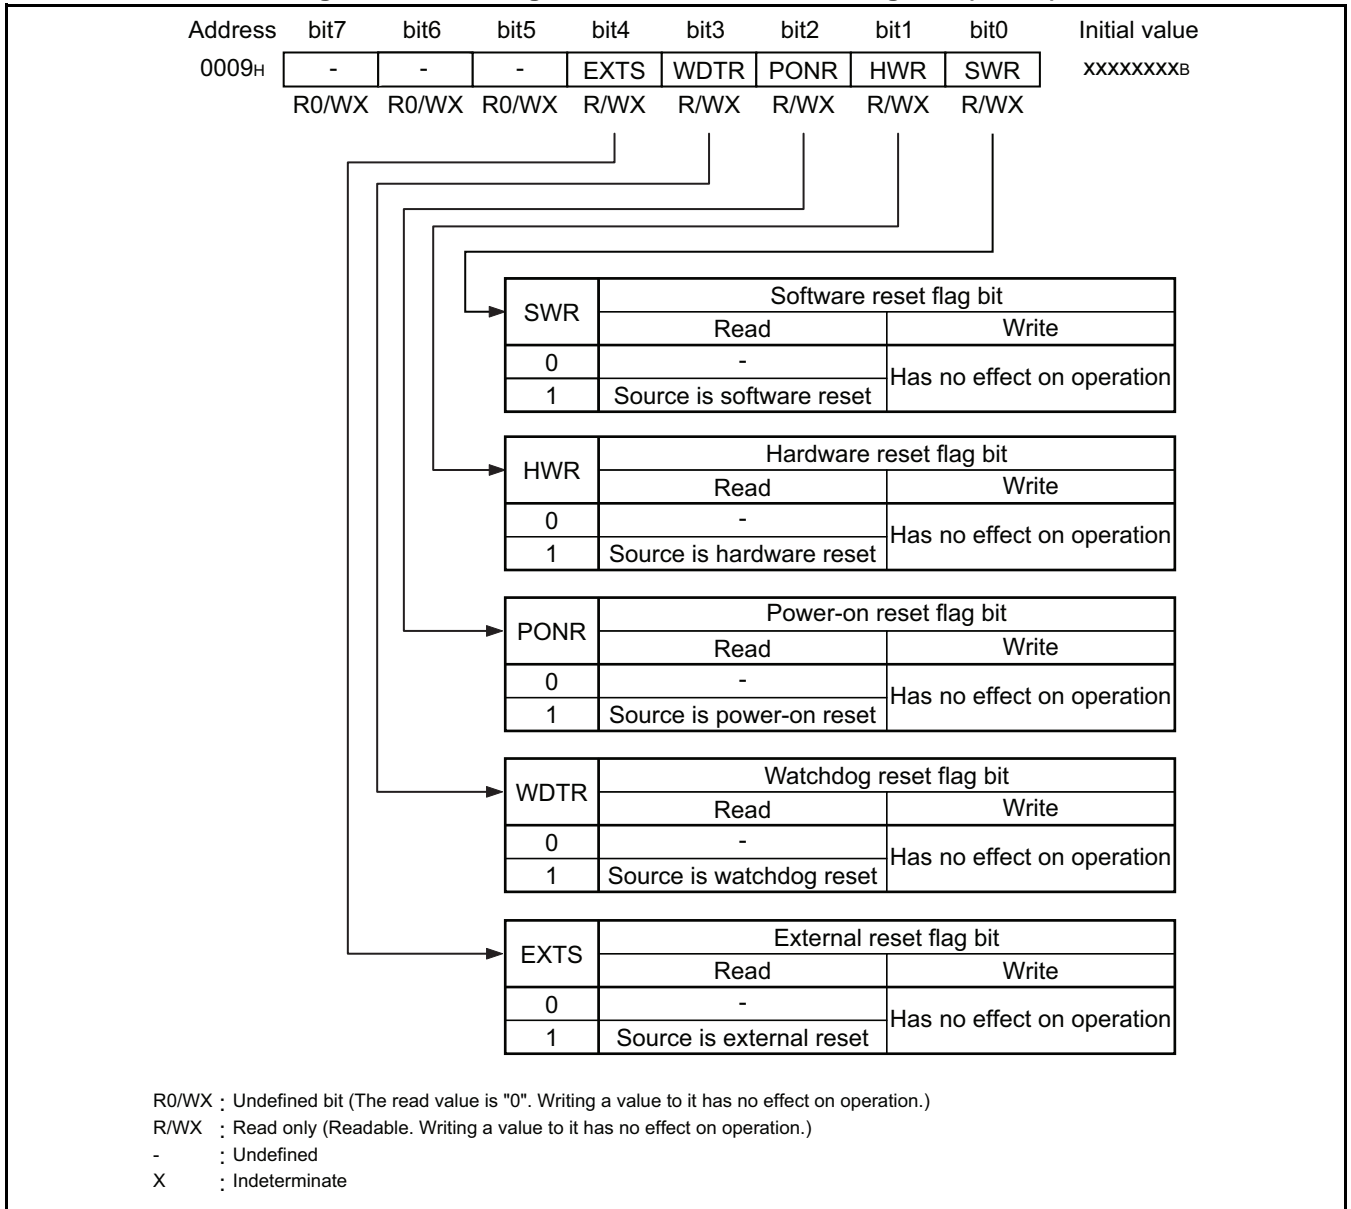 Address bit7 bit6 bit5 bit4 bit3 bit2 bit1 bit0 Initial value
0009H - - - EXTS WDTR PONR HWR SWR XXXXXXXXB
R0/WX R0/WX R0/WX R/WX R/WX R/WX R/WX R/WX
SWR Software reset flag bit
Read Write
0 - Has no effect on operation
1 Source is software reset
HWR Hardware reset flag bit
Read Write
0 - Has no effect on operation
1 Source is hardware reset
PONR Power-on reset flag bit
Read Write
0 - Has no effect on operation
1 Source is power-on reset
WDTR Watchdog reset flag bit
Read Write
0 - Has no effect on operation
1 Source is watchdog reset
EXTS External reset flag bit
Read Write
0 - Has no effect on operation
1 Source is external reset
R0/WX : Undefined bit (The read value is "0". Writing a value to it has no effect on operation.)
R/WX : Read only (Readable. Writing a value to it has no effect on operation.)
- : Undefined
X : Indeterminate